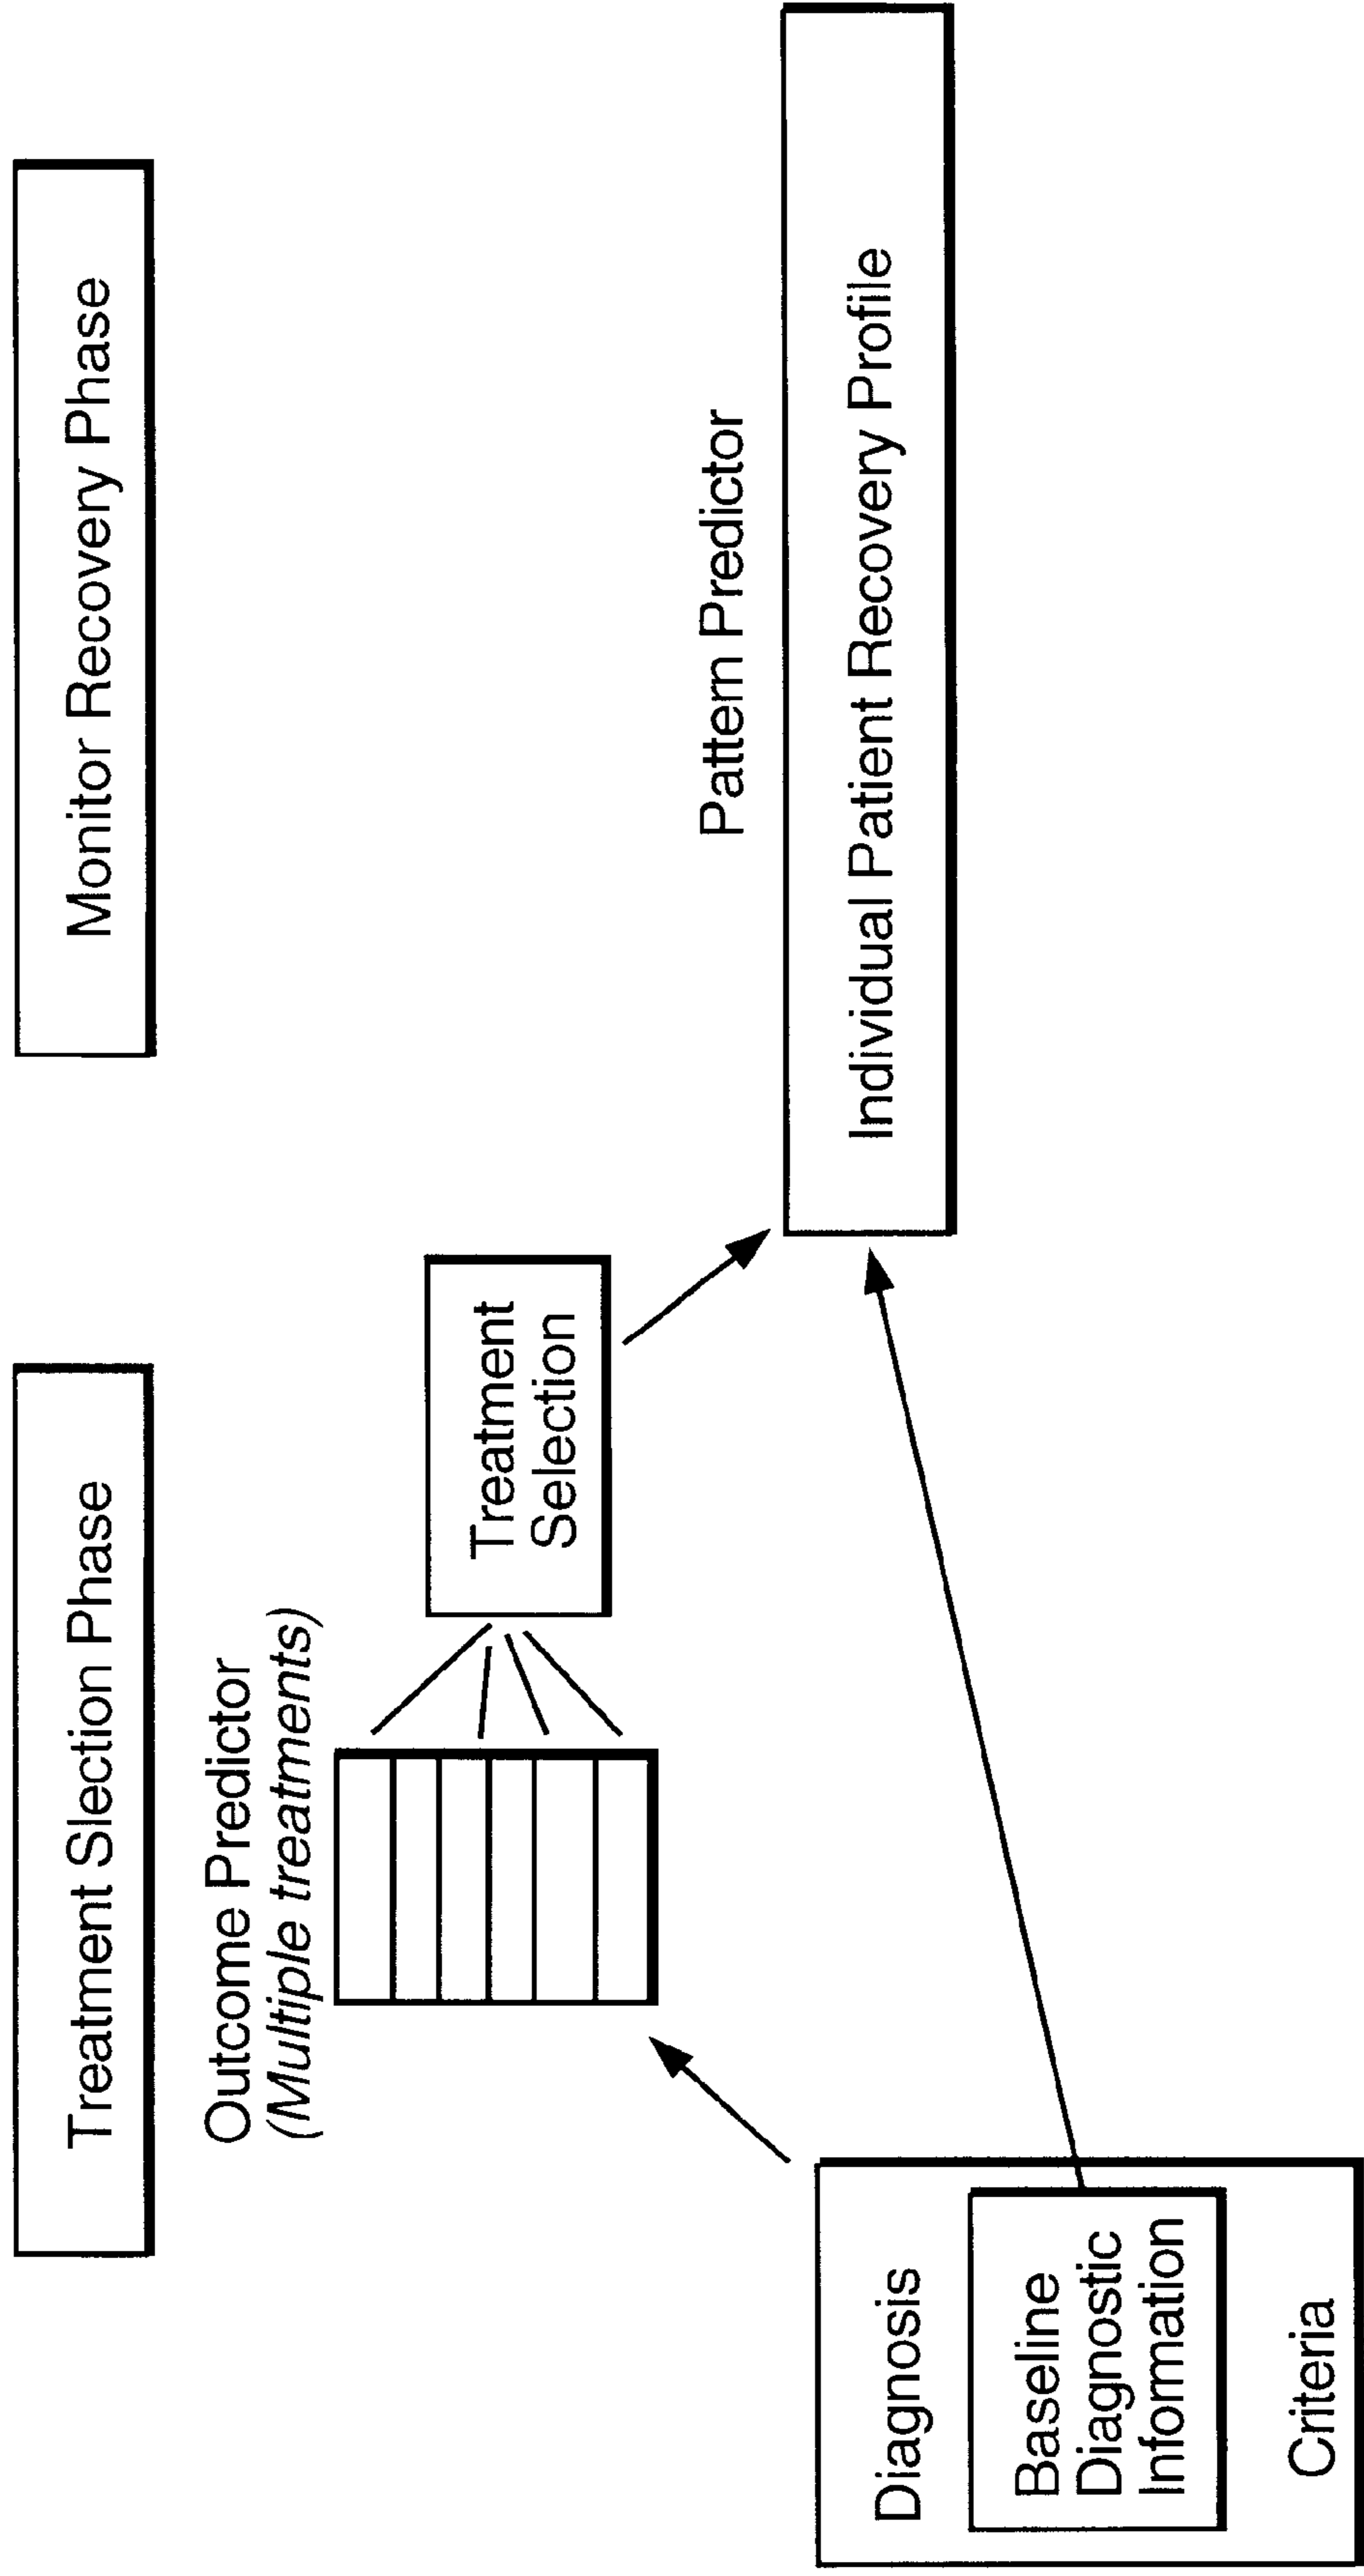 Treatment Slection Phase
Monitor Recovery Phase
Outcome Predictor
(Multiple treatments)
Treatment
Selection
Pattern Predictor
Individual Patient Recovery Profile
Diagnosis
Baseline
Diagnostic
Information
Criteria